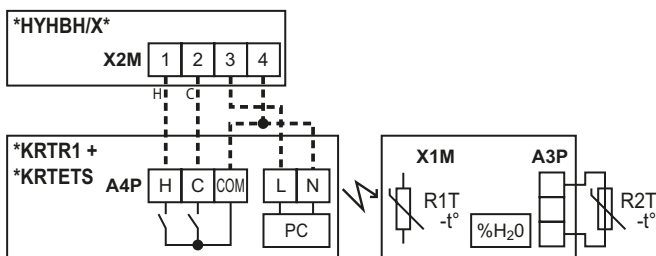 *HYHBH/X*
X2M 1 2 3 4
H C
*KRTR1 +
*KRTETS
A4P H C COM L N
PC
X1M A3P
R1T
-t°
%H₂0
R2T
-t°